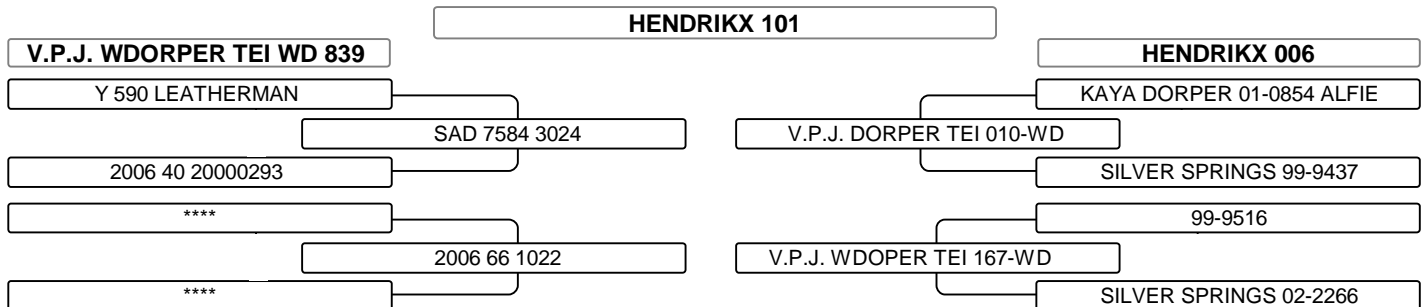 HENDRIKX 101
V.P.J. WDORPER TEI WD 839
HENDRIKX 006
Y 590 LEATHERMAN
KAYA DORPER 01-0854 ALFIE
SAD 7584 3024
V.P.J. DORPER TEI 010-WD
2006 40 20000293
SILVER SPRINGS 99-9437
****
99-9516
2006 66 1022
V.P.J. WDOPER TEI 167-WD
****
SILVER SPRINGS 02-2266